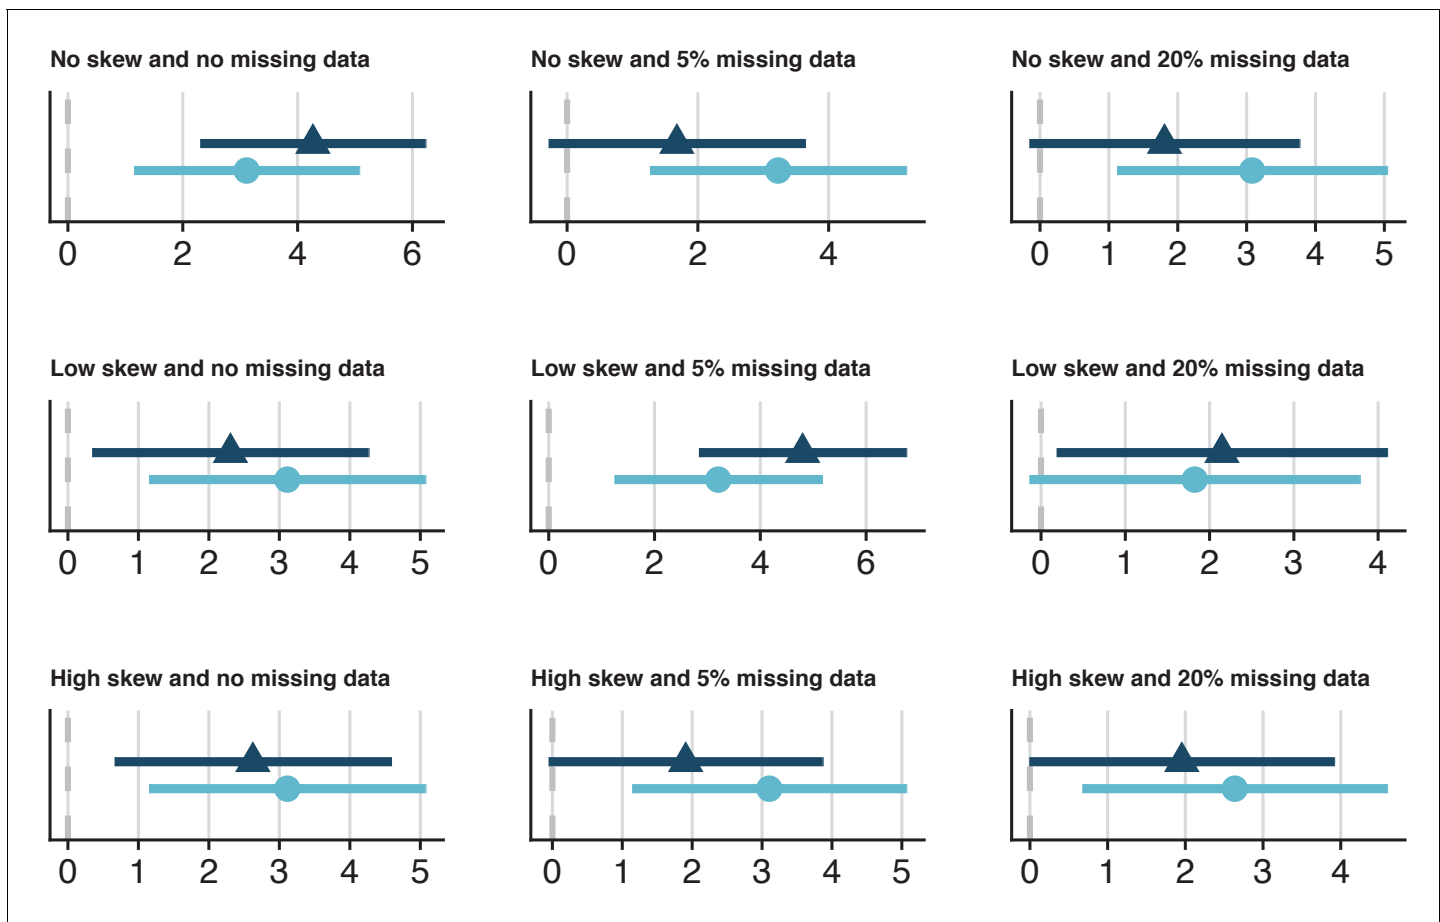 No skew and no missing data
No skew and 5% missing data
No skew and 20% missing data
0 2 4 6
0 2 4
0 1 2 3 4 5
Low skew and no missing data
Low skew and 5% missing data
Low skew and 20% missing data
0 1 2 3 4 5
0 2 4 6
0 1 2 3 4
High skew and no missing data
High skew and 5% missing data
High skew and 20% missing data
0 1 2 3 4 5
0 1 2 3 4 5
0 1 2 3 4